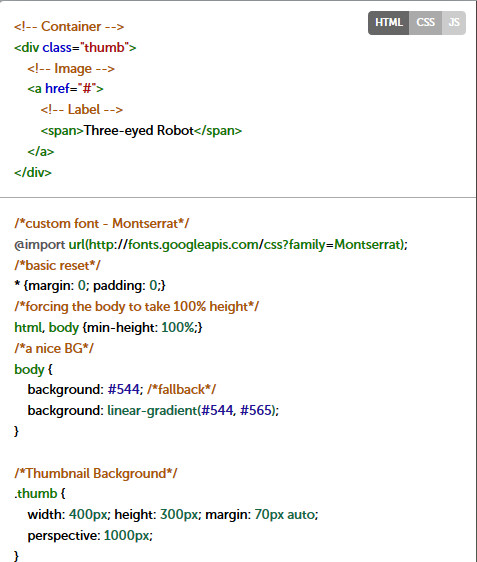 HTML CSS JS
<!-- Container -->
<div class="thumb">
<!-- Image -->
<a href="#">
<!-- Label -->
<span>Three-eyed Robot</span>
</a>
</div>
/*custom font - Montserrat*/
@import url(http://fonts.googleapis.com/css?family=Montserrat);
/*basic reset*/
* {margin: 0; padding: 0;}
/*forcing the body to take 100% height*/
html, body {min-height: 100%;}
/*a nice BG*/
body {
background: #544; /*fallback*/
background: linear-gradient(#544, #565);
}
/*Thumbnail Background*/
.thumb {
width: 400px; height: 300px; margin: 70px auto;
perspective: 1000px;
}